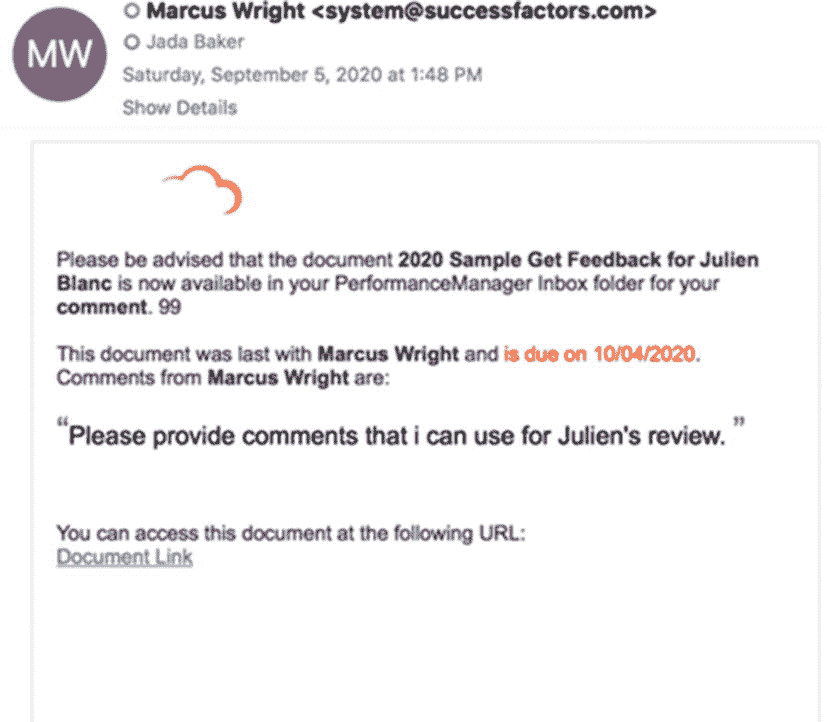 MW
Marcus Wright <system@successfactors.com>
Jada Baker
Saturday, September 5, 2020 at 1:48 PM
Show Details
Please be advised that the document 2020 Sample Get Feedback for Julien
Blanc is now available in your PerformanceManager Inbox folder for your
comment. 99
This document was last with Marcus Wright and is due on 10/04/2020.
Comments from Marcus Wright are:
“Please provide comments that i can use for Julien's review. ”
You can access this document at the following URL:
Document Link